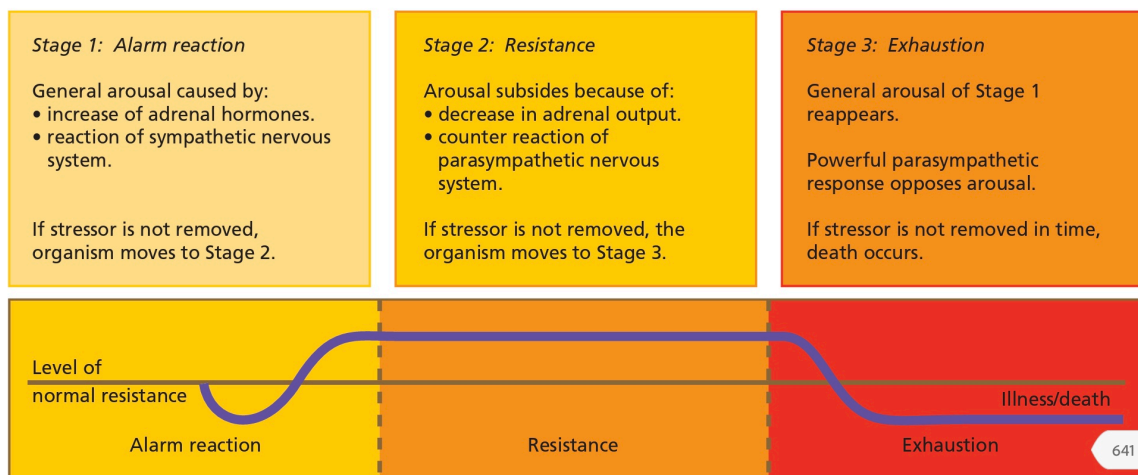 Stage 1: Alarm reaction
General arousal caused by:
• increase of adrenal hormones.
• reaction of sympathetic nervous
system.
If stressor is not removed,
organism moves to Stage 2.
Stage 2: Resistance
Arousal subsides because of:
• decrease in adrenal output.
• counter reaction of
parasympathetic nervous
system.
If stressor is not removed, the
organism moves to Stage 3.
Stage 3: Exhaustion
General arousal of Stage 1
reappears.
Powerful parasympathetic
response opposes arousal.
If stressor is not removed in time,
death occurs.
Level of
normal resistance
Illness/death
Alarm reaction
Resistance
Exhaustion
641